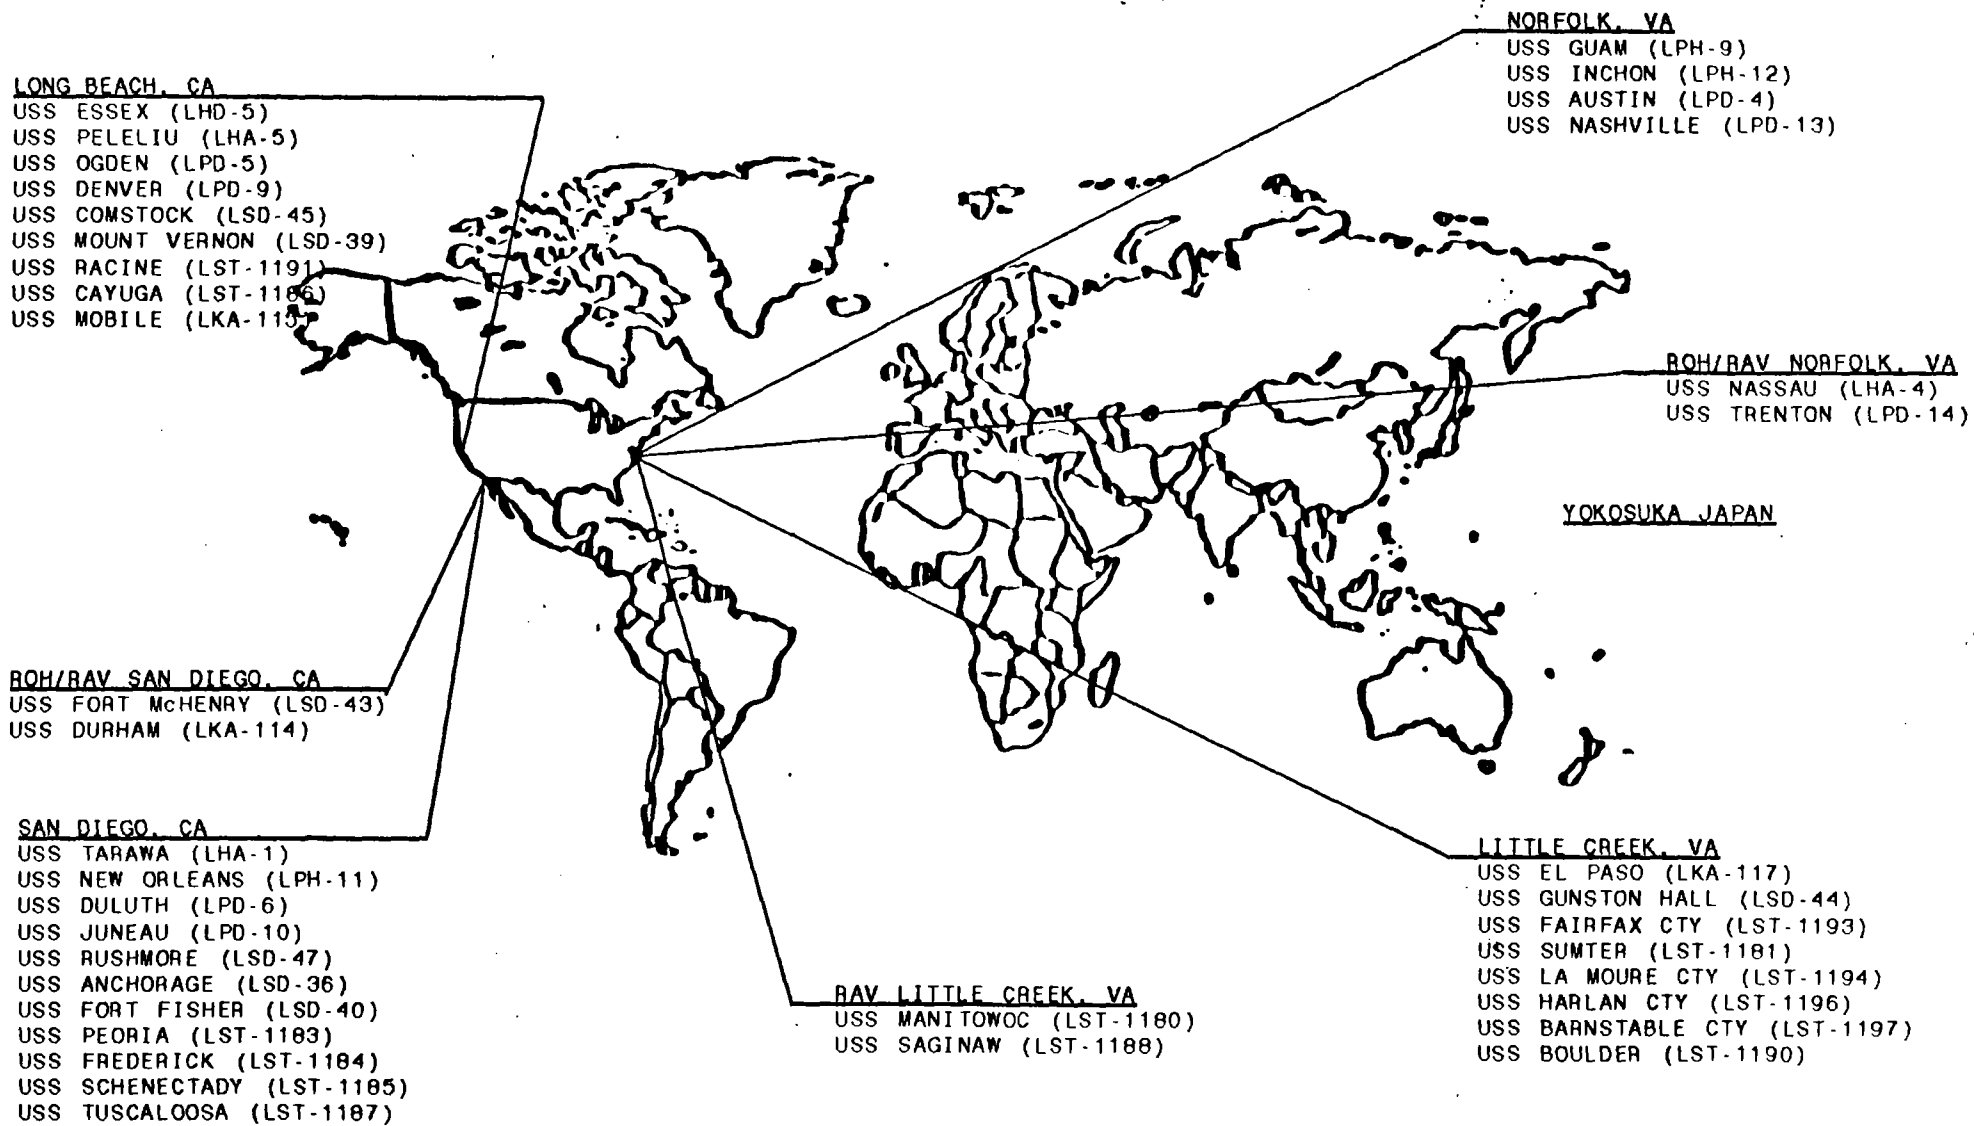 NORFOLK, VA
USS GUAM (LPH-9)
USS INCHON (LPH-12)
USS AUSTIN (LPD-4)
USS NASHVILLE (LPD-13)
LONG BEACH, CA
USS ESSEX (LHD-5)
USS PELELIU (LHA-5)
USS OGDEN (LPD-5)
USS DENVER (LPD-9)
USS COMSTOCK (LSD-45)
USS MOUNT VERNON (LSD-39)
USS RACINE (LST-1191)
USS CAYUGA (LST-1186)
USS MOBILE (LKA-115)
ROH/RAV NORFOLK, VA
USS NASSAU (LHA-4)
USS TRENTON (LPD-14)
YOKOSUKA JAPAN
ROH/RAV SAN DIEGO, CA
USS FORT McHENRY (LSD-43)
USS DURHAM (LKA-114)
SAN DIEGO, CA
USS TARAWA (LHA-1)
USS NEW ORLEANS (LPH-11)
USS DULUTH (LPD-6)
USS JUNEAU (LPD-10)
USS RUSHMORE (LSD-47)
USS ANCHORAGE (LSD-36)
USS FORT FISHER (LSD-40)
USS PEORIA (LST-1183)
USS FREDERICK (LST-1184)
USS SCHENECTADY (LST-1185)
USS TUSCALOOSA (LST-1187)
RAV LITTLE CREEK, VA
USS MANITOWOC (LST-1180)
USS SAGINAW (LST-1188)
LITTLE CREEK, VA
USS EL PASO (LKA-117)
USS GUNSTON HALL (LSD-44)
USS FAIRFAX CTY (LST-1193)
USS SUMTER (LST-1181)
USS LA MOURE CTY (LST-1194)
USS HARLAN CTY (LST-1196)
USS BARNSTABLE CTY (LST-1197)
USS BOULDER (LST-1190)